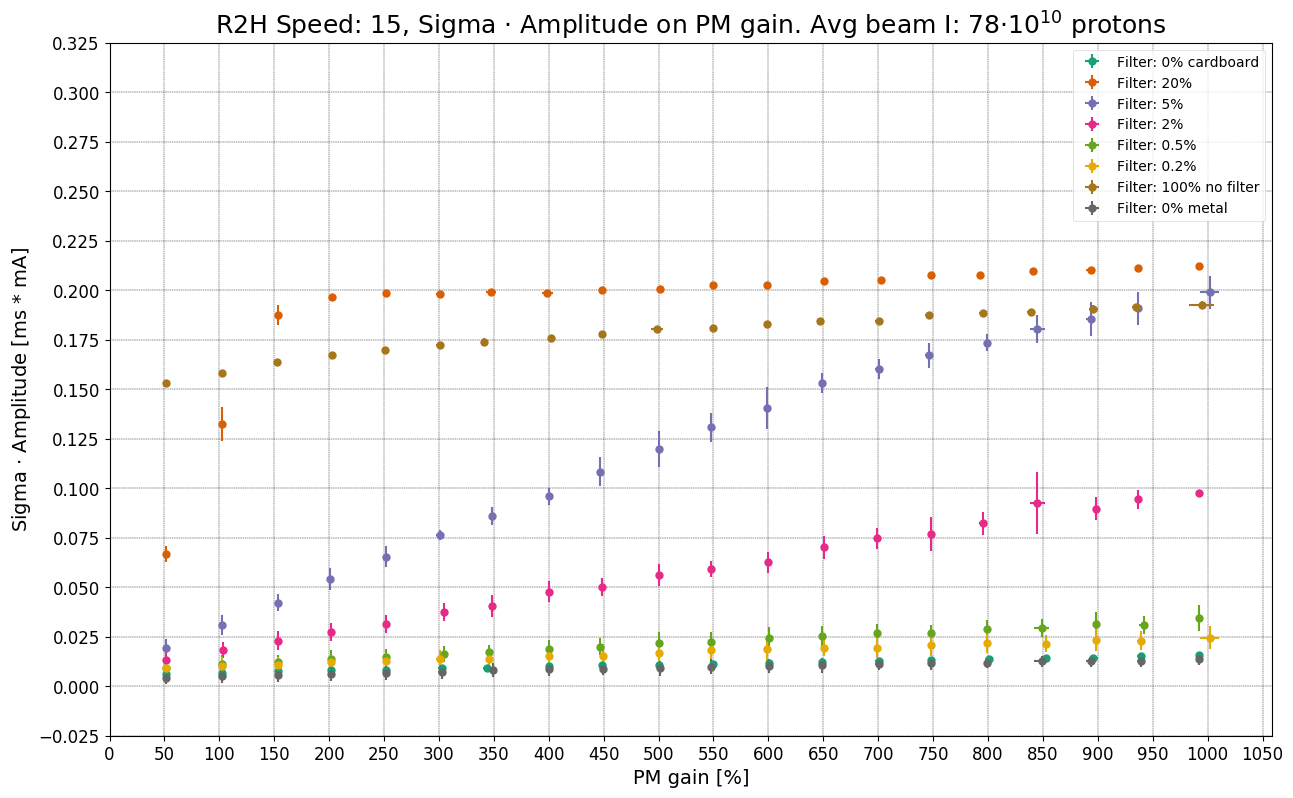 R2H Speed: 15, Sigma · Amplitude on PM gain. Avg beam I: 78·10^10 protons
Filter: 0% cardboard
Filter: 20%
Filter: 5%
Filter: 2%
Filter: 0.5%
Filter: 0.2%
Filter: 100% no filter
Filter: 0% metal
Sigma · Amplitude [ms * mA]
0.325
0.300
0.275
0.250
0.225
0.200
0.175
0.150
0.125
0.100
0.075
0.050
0.025
0.000
−0.025
0 50 100 150 200 250 300 350 400 450 500 550 600 650 700 750 800 850 900 950 1000 1050
PM gain [%]